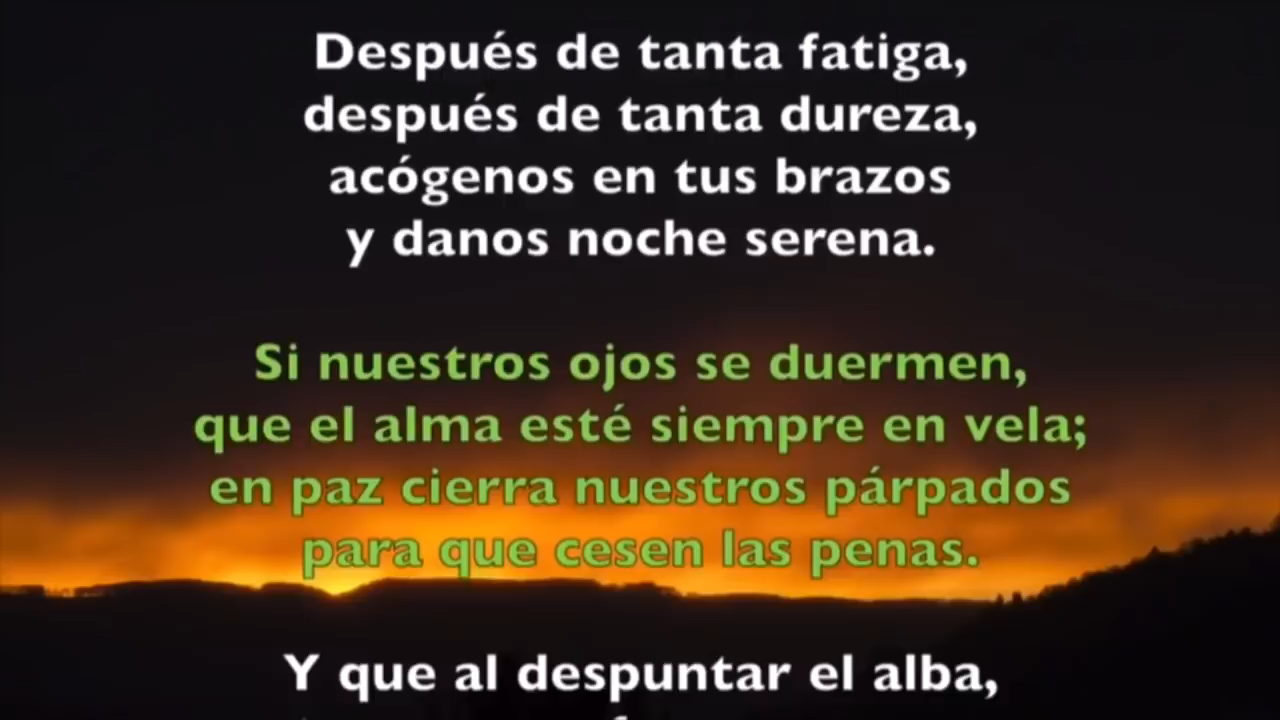 Después de tanta fatiga,
después de tanta dureza,
acógenos en tus brazos
y danos noche serena.
Si nuestros ojos se duermen,
que el alma esté siempre en vela;
en paz cierra nuestros párpados
para que cesen las penas.
Y que al despuntar el alba,